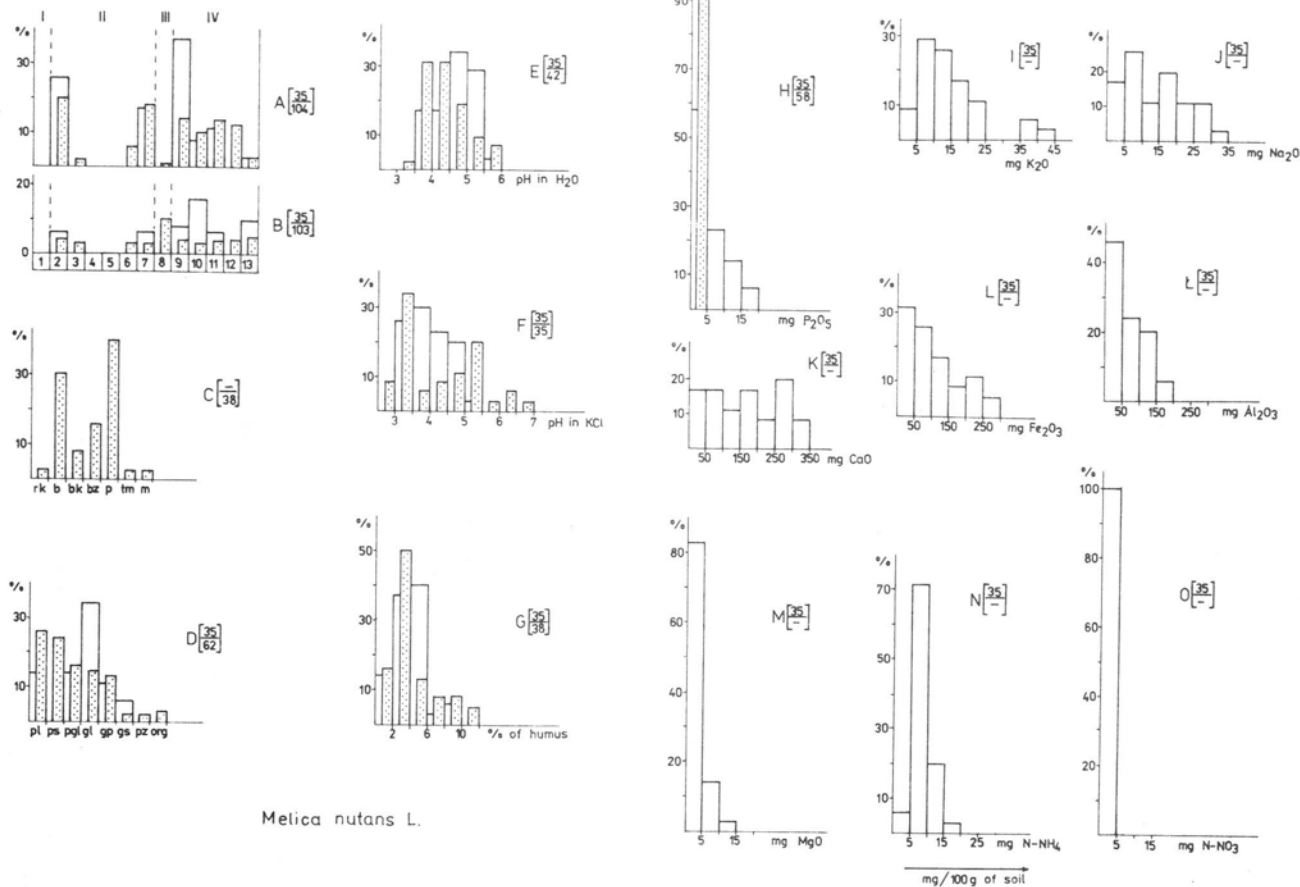 I II III IV
%
30
10
A [35/104]
20
10
0
B [35/103]
1 2 3 4 5 6 7 8 9 10 11 12 13
%
30
10
C [–/38]
rk b bk bz p tm m
%
30
10
D [35/62]
pl ps pgl gl gp gs pz org
%
30
10
E [35/42]
3 4 5 6 pH in H₂O
%
30
10
F [35/35]
3 4 5 6 7 pH in KCl
%
50
30
10
G [35/38]
2 6 10 % of humus
Melica nutans L.
90
70
50
30
10
H [35/58]
5 15 mg P₂O₅
%
30
10
I [35/–]
5 15 25 35 45
mg K₂O
%
30
10
J [35/–]
5 15 25 35
mg Na₂O
%
20
10
K [35/–]
50 150 250 350 mg CaO
%
30
10
L [35/–]
50 150 250 mg Fe₂O₃
%
40
20
Ł [35/–]
50 150 250 mg Al₂O₃
%
80
60
40
20
M [35/–]
5 15 mg MgO
%
70
50
30
10
N [35/–]
5 15 25 mg N-NH₄
mg/100g of soil
%
100
80
60
40
20
O [35/–]
5 15 mg N-NO₃